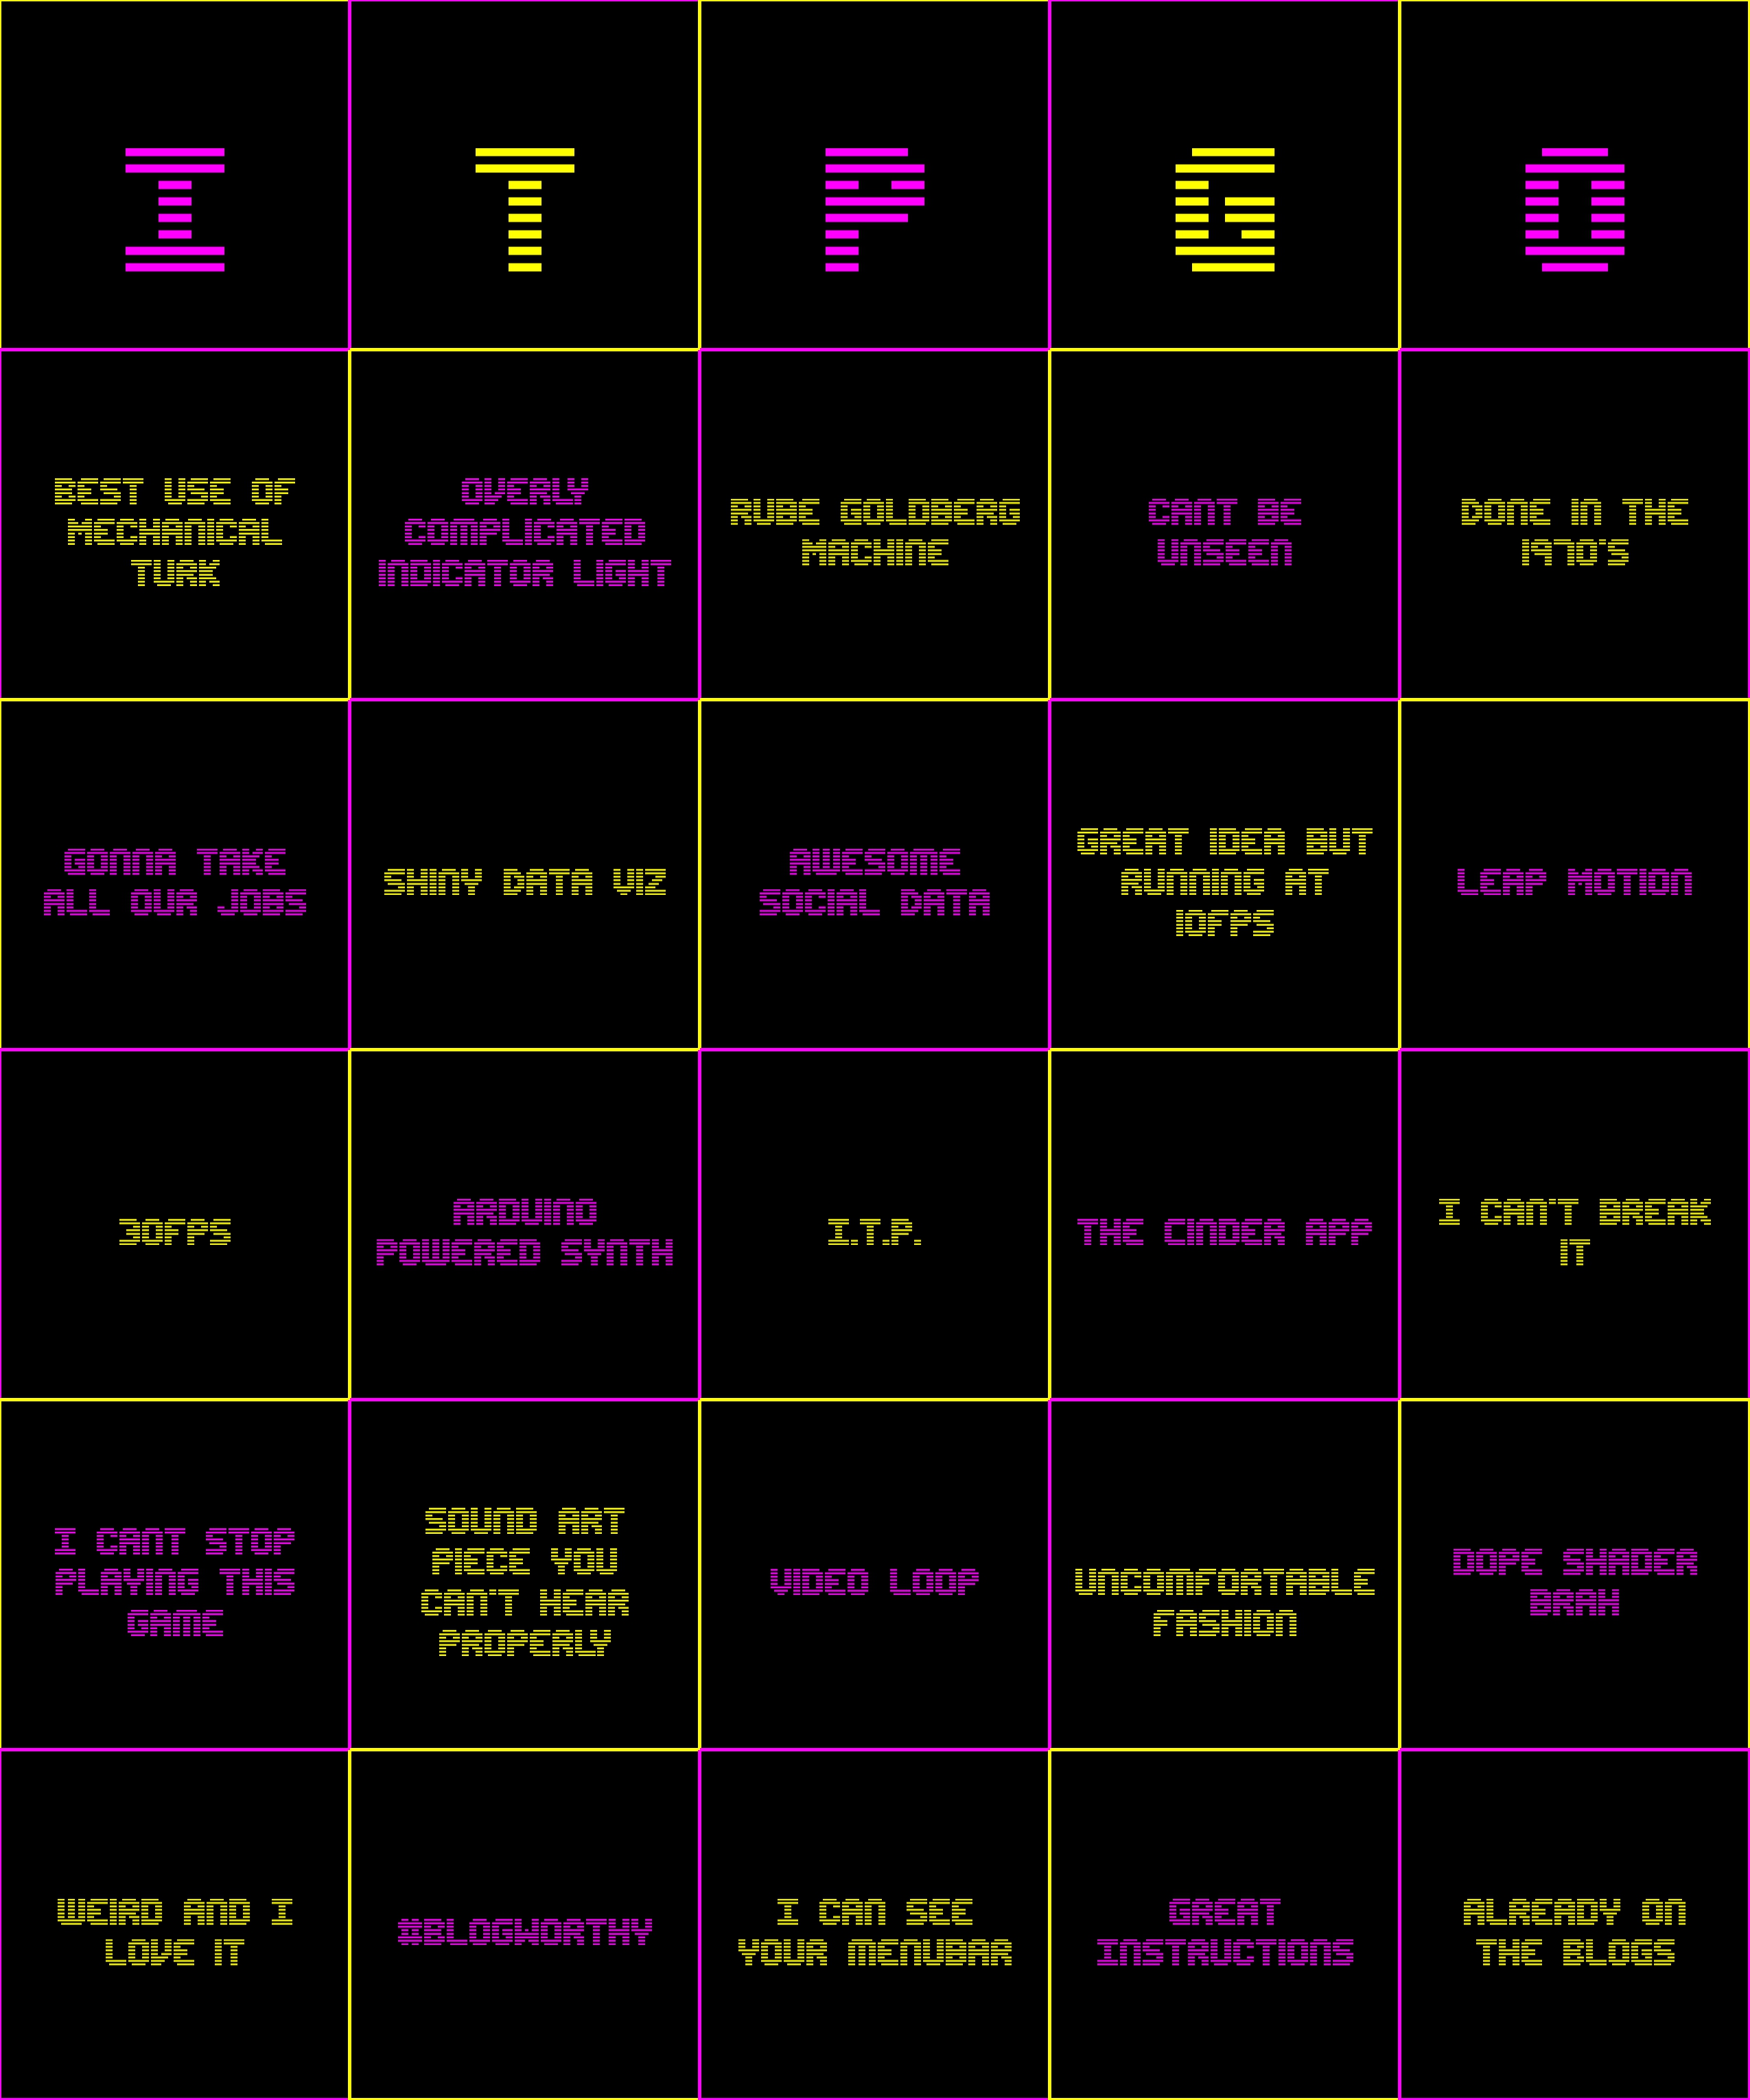 I
T
P
G
O
BEST USE OF
MECHANICAL
TURK
OVERLY
COMPLICATED
INDICATOR LIGHT
RUBE GOLDBERG
MACHINE
CANT BE
UNSEEN
DONE IN THE
1970'S
GONNA TAKE
ALL OUR JOBS
SHINY DATA VIZ
AWESOME
SOCIAL DATA
GREAT IDEA BUT
RUNNING AT
10FPS
LEAP MOTION
30FPS
ARDUINO
POWERED SYNTH
I.T.P.
THE CINDER APP
I CAN'T BREAK
IT
I CANT STOP
PLAYING THIS
GAME
SOUND ART
PIECE YOU
CAN'T HEAR
PROPERLY
VIDEO LOOP
UNCOMFORTABLE
FASHION
DOPE SHADER
BRAH
WEIRD AND I
LOVE IT
#BLOGWORTHY
I CAN SEE
YOUR MENUBAR
GREAT
INSTRUCTIONS
ALREADY ON
THE BLOGS